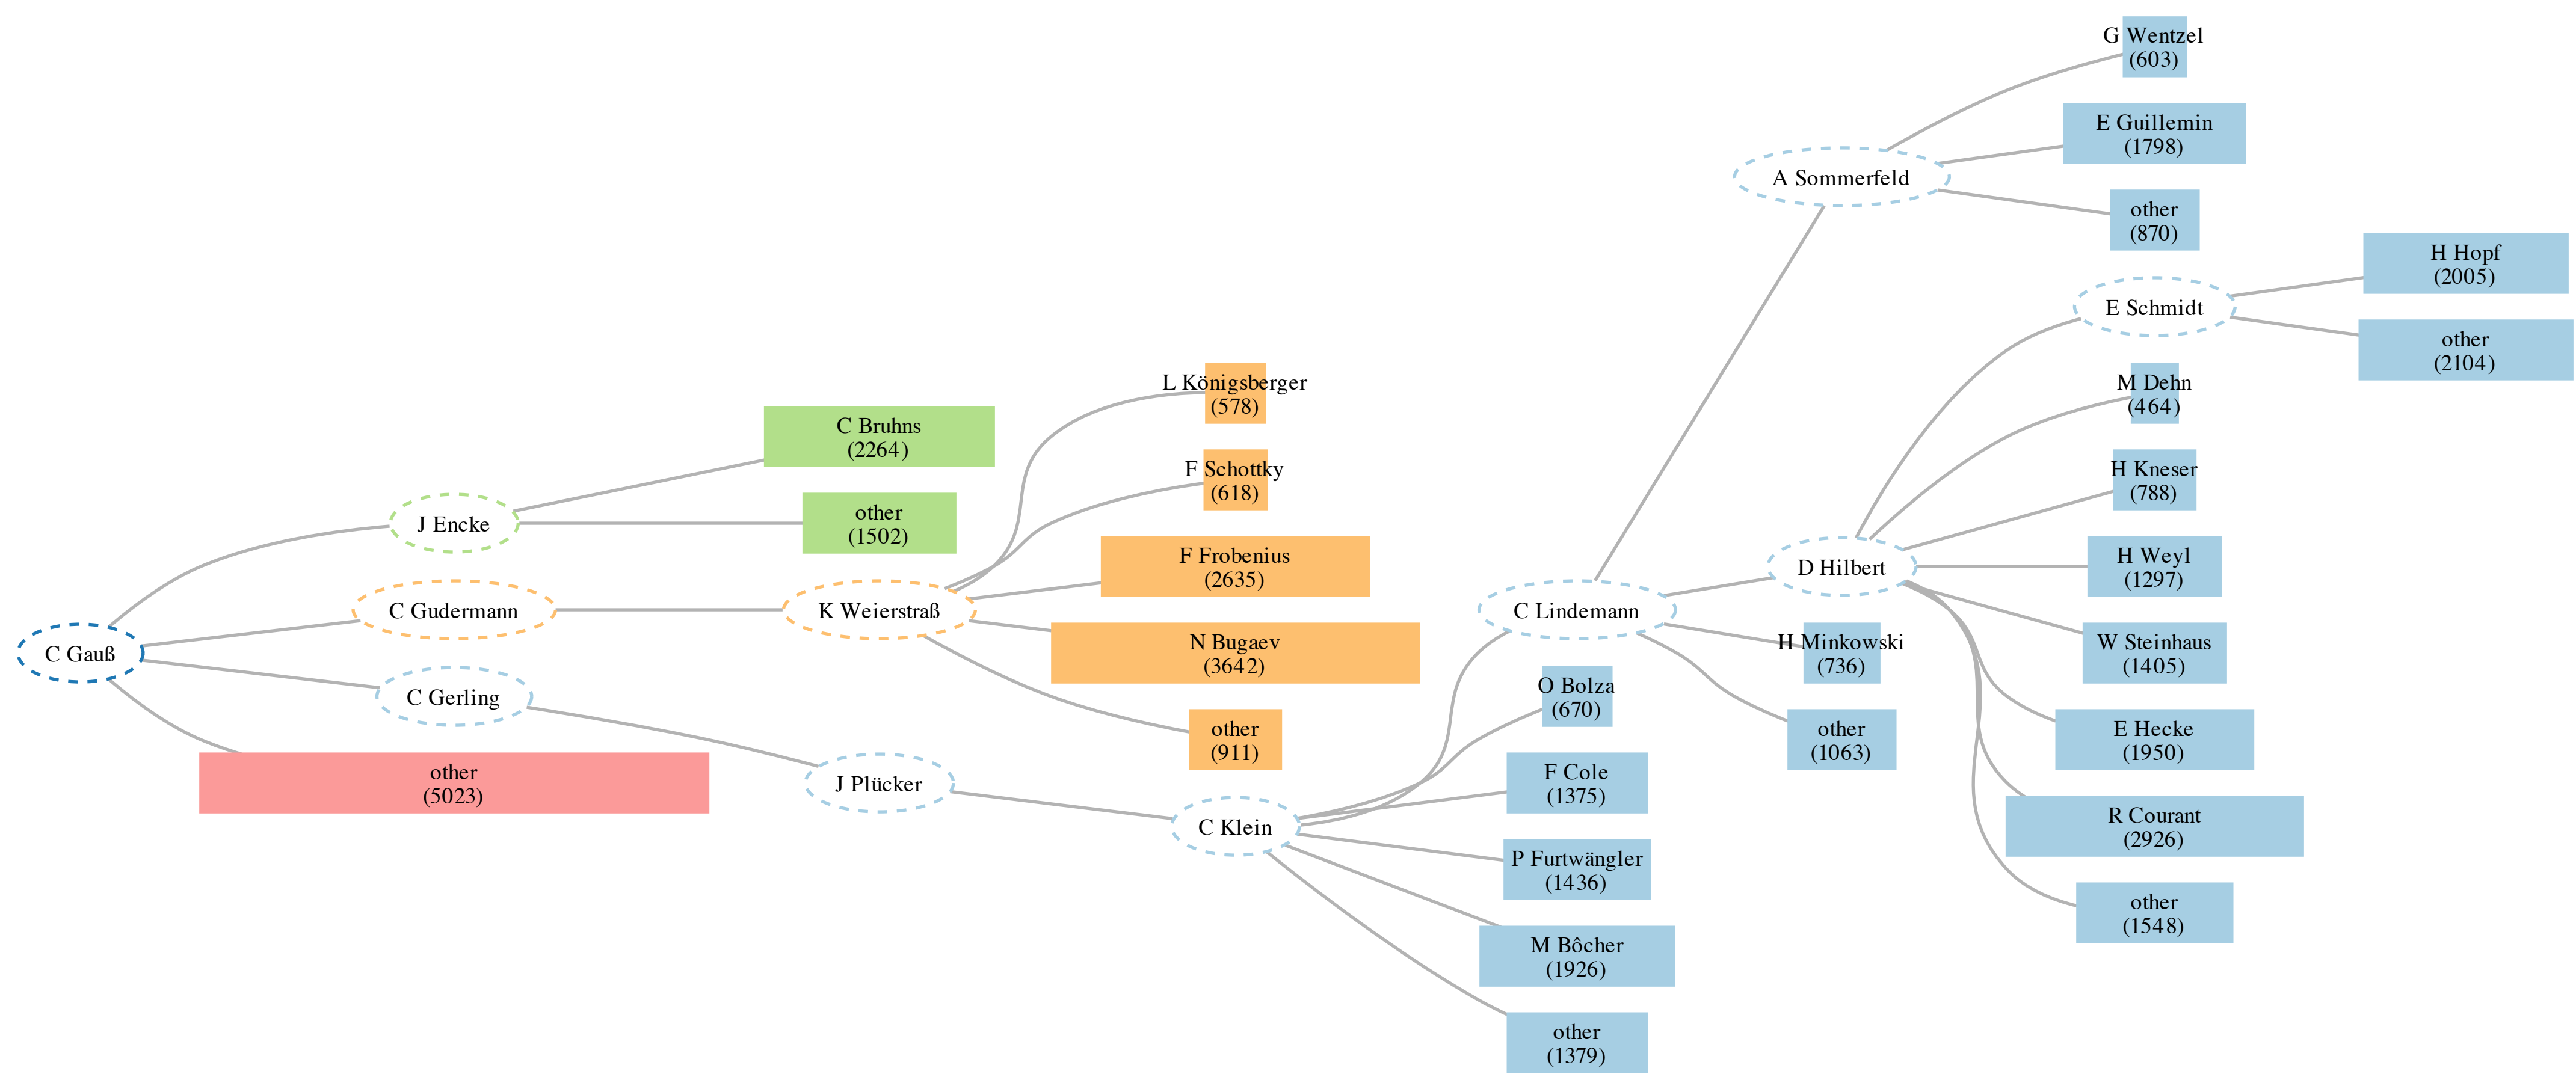 G Wentzel
(603)
E Guillemin
(1798)
A Sommerfeld
other
(870)
H Hopf
(2005)
E Schmidt
other
(2104)
L Königsberger
(578)
M Dehn
(464)
C Bruhns
(2264)
F Schottky
(618)
H Kneser
(788)
J Encke
other
(1502)
F Frobenius
(2635)
D Hilbert
H Weyl
(1297)
C Gudermann
K Weierstraß
C Lindemann
C Gauß
N Bugaev
(3642)
H Minkowski
(736)
W Steinhaus
(1405)
C Gerling
O Bolza
(670)
other
(911)
other
(1063)
E Hecke
(1950)
other
(5023)
J Plücker
F Cole
(1375)
C Klein
R Courant
(2926)
P Furtwängler
(1436)
other
(1548)
M Bôcher
(1926)
other
(1379)